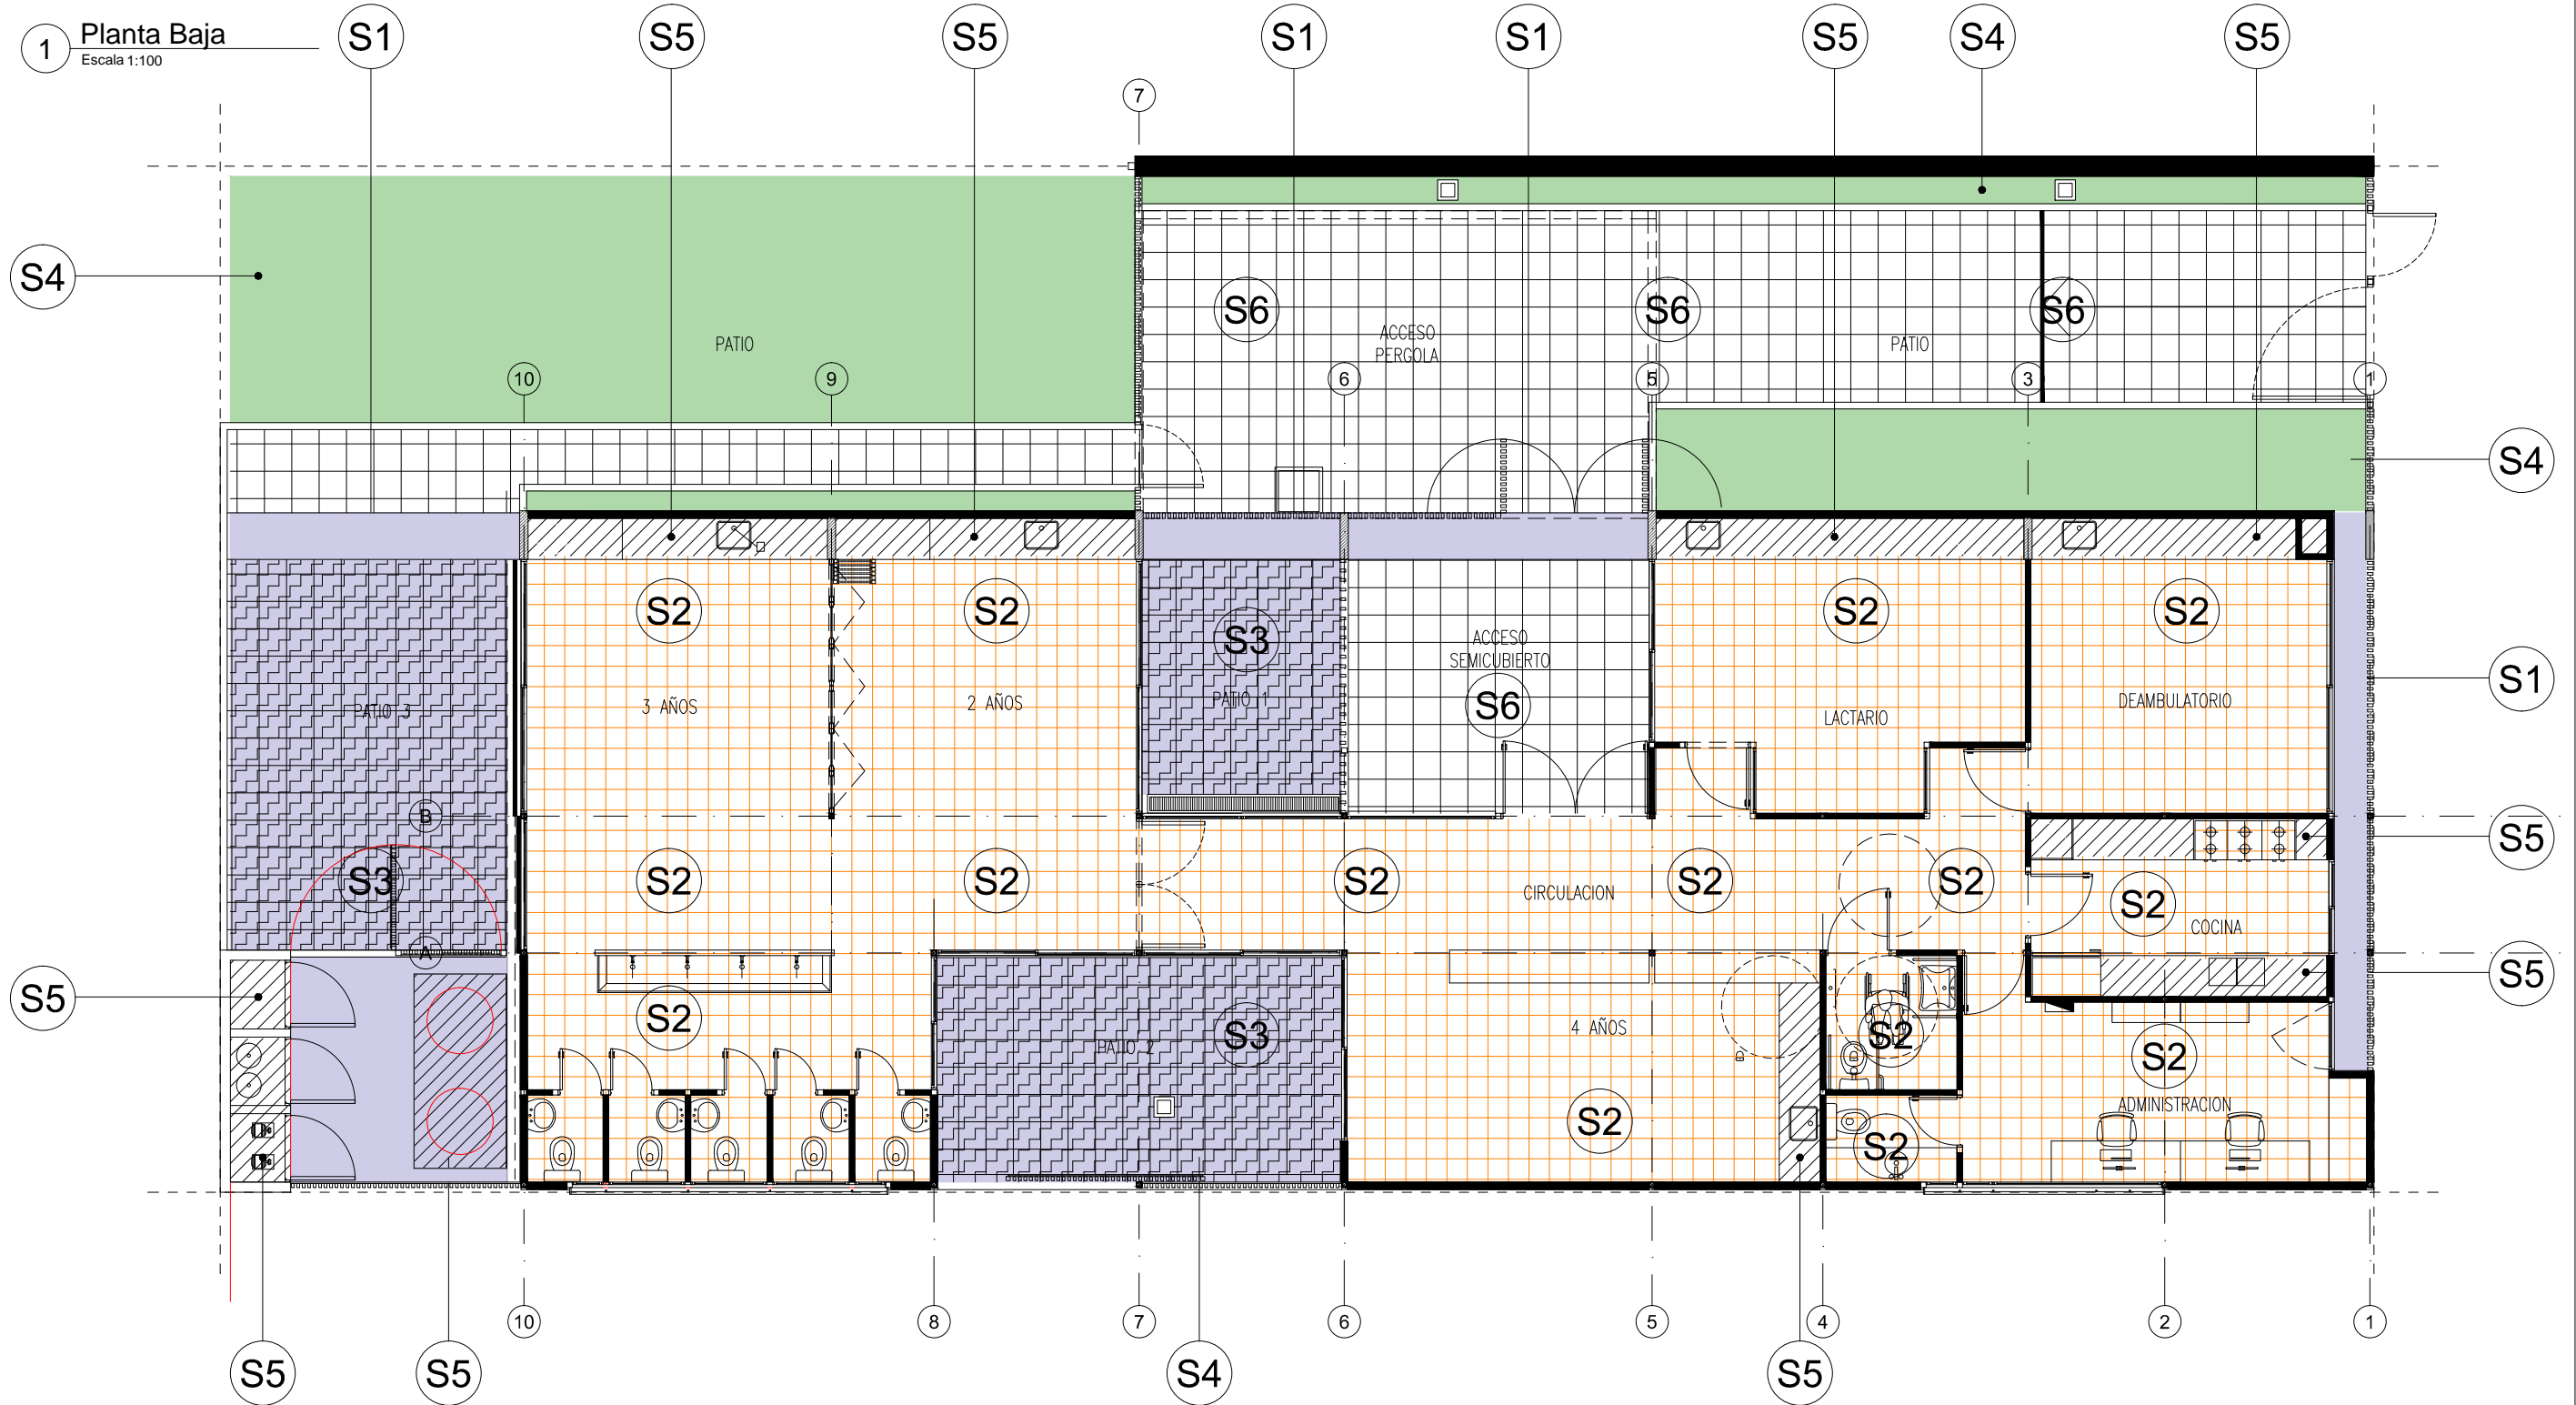 1 Planta Baja
Escala 1:100
S1 S5 S5 S1 S1 S5 S4 S5
7
S4
S6 S6 S6
ACCESO
PERGOLA
PATIO PATIO
10 9 6 5 3 1
S4
S2 S2 S3 S2 S2
ACCESO
SEMICUBIERTO
S1
PATIO 3 3 AÑOS 2 AÑOS PATIO 1 S6 LACTARIO DEAMBULATORIO
B
S5
S3 S2 S2 S2 CIRCULACION S2 S2 S2
COCINA
A
S5
S5
S2 PATIO 2 S3 4 AÑOS S2 S2
S2 S2 ADMINISTRACION
10 8 7 6 5 4 2 1
S5 S5 S4 S5